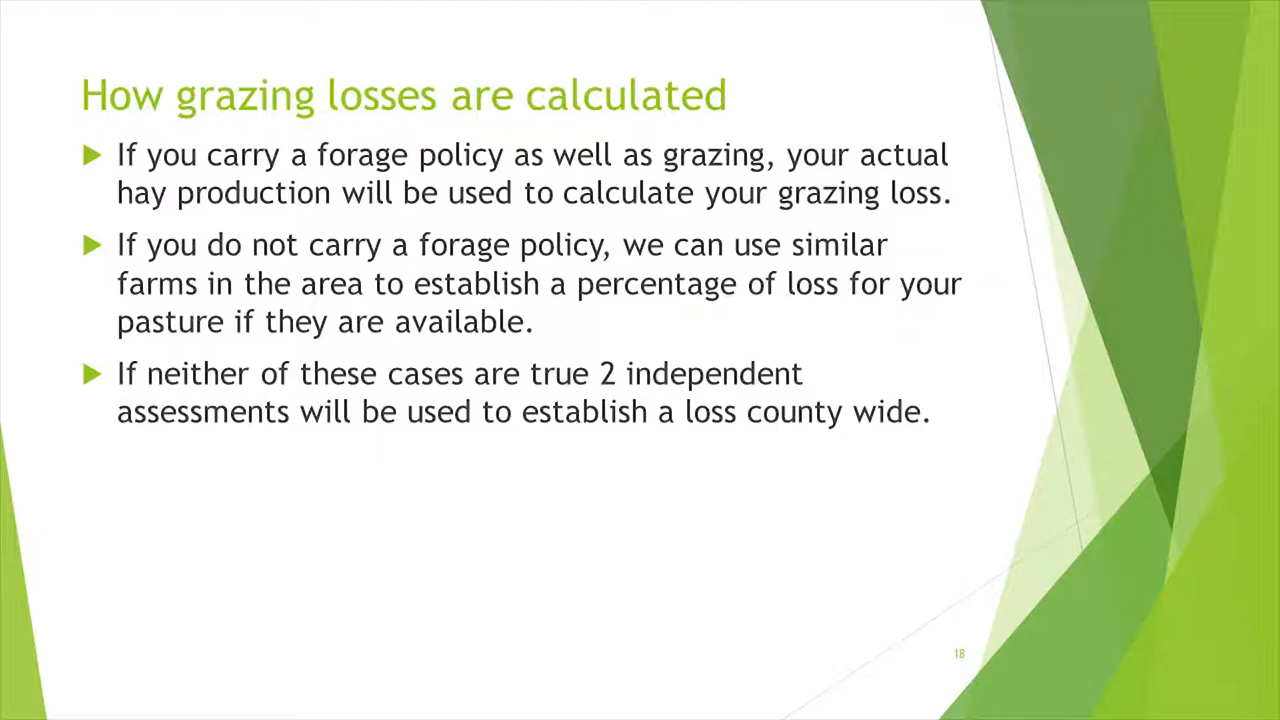 How grazing losses are calculated
If you carry a forage policy as well as grazing, your actual
hay production will be used to calculate your grazing loss.
If you do not carry a forage policy, we can use similar
farms in the area to establish a percentage of loss for your
pasture if they are available.
If neither of these cases are true 2 independent
assessments will be used to establish a loss county wide.
18